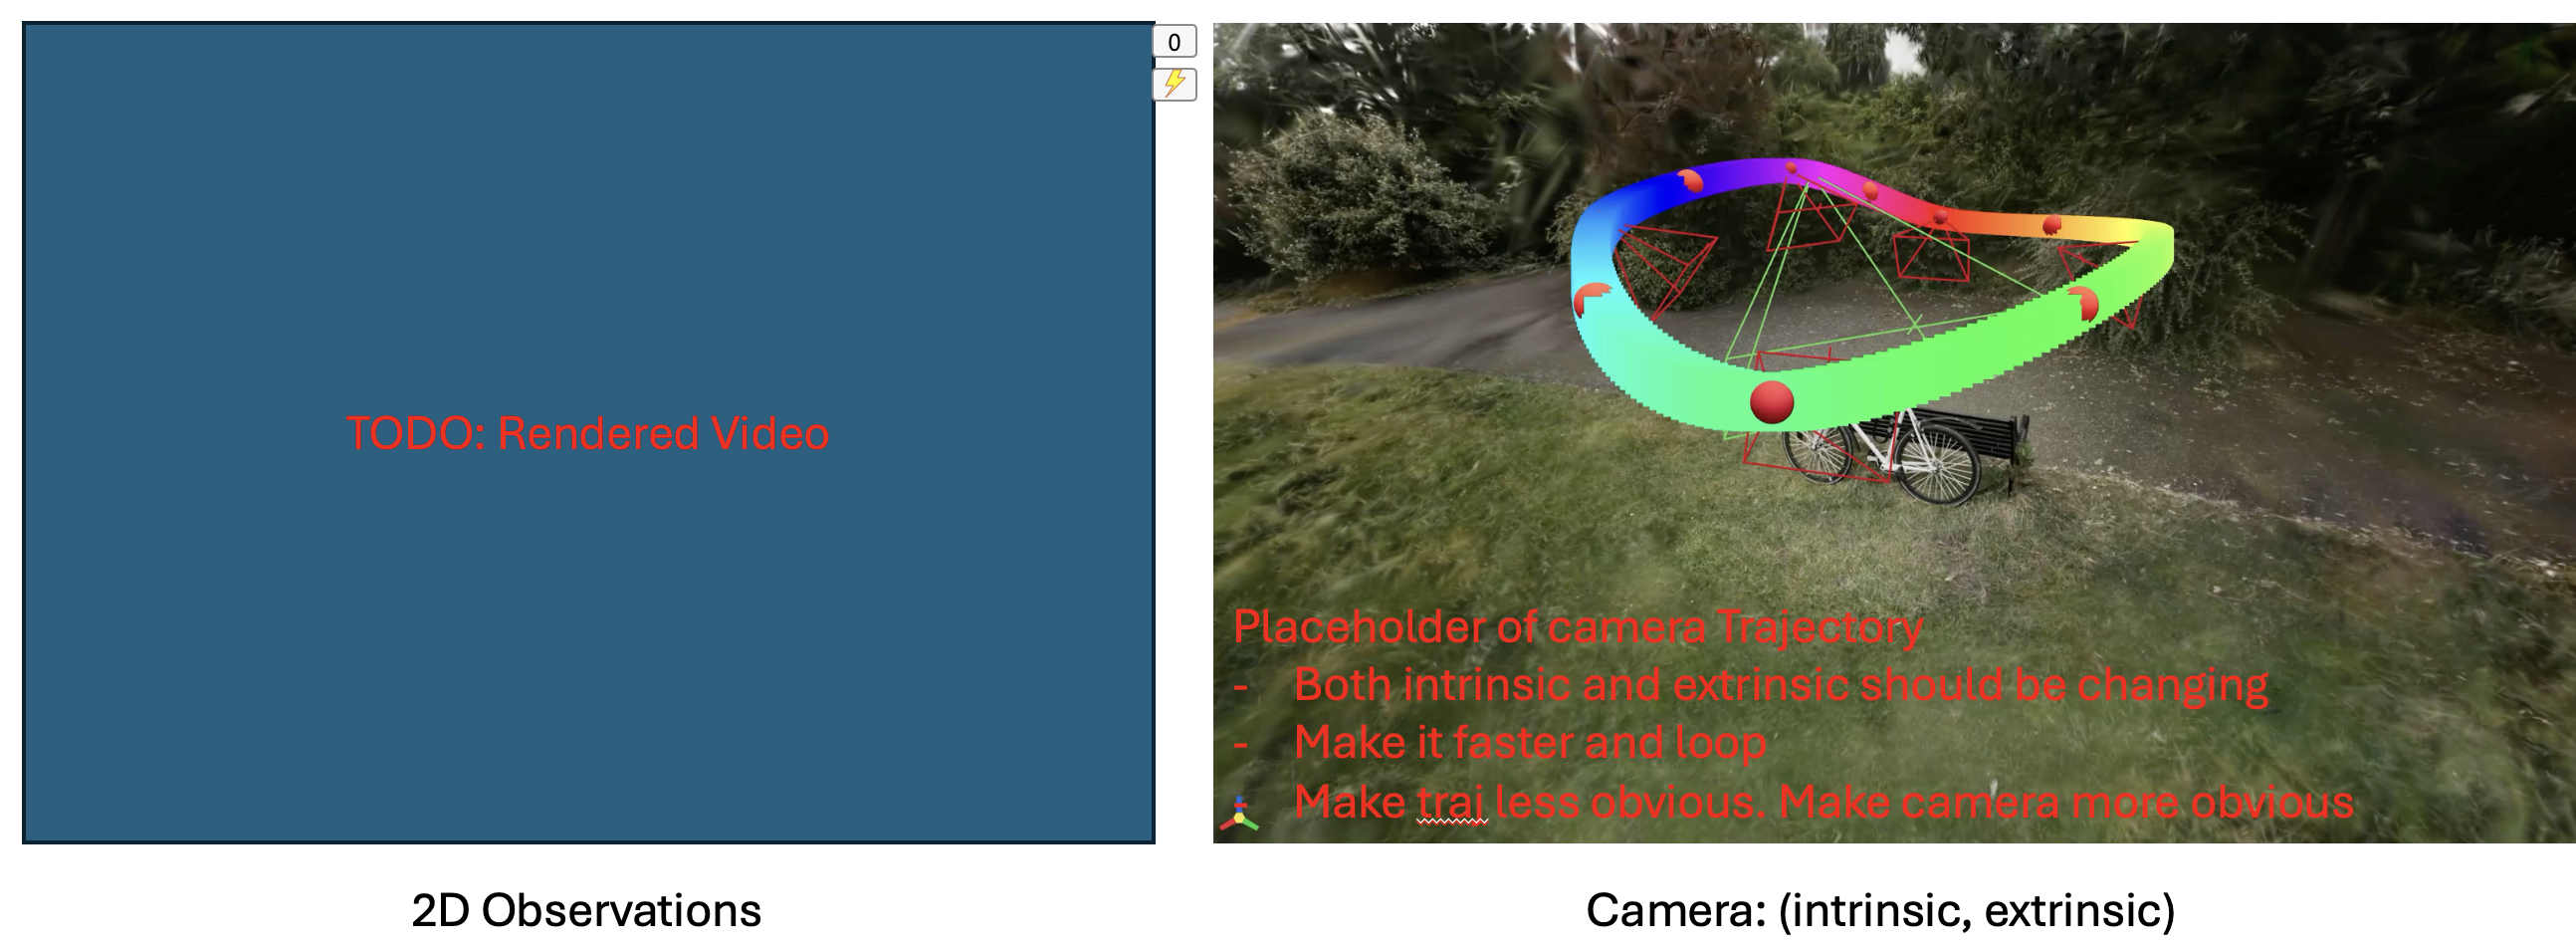 0
TODO: Rendered Video
Placeholder of camera Trajectory
- Both intrinsic and extrinsic should be changing
- Make it faster and loop
- Make traj less obvious. Make camera more obvious
2D Observations
Camera: (intrinsic, extrinsic)